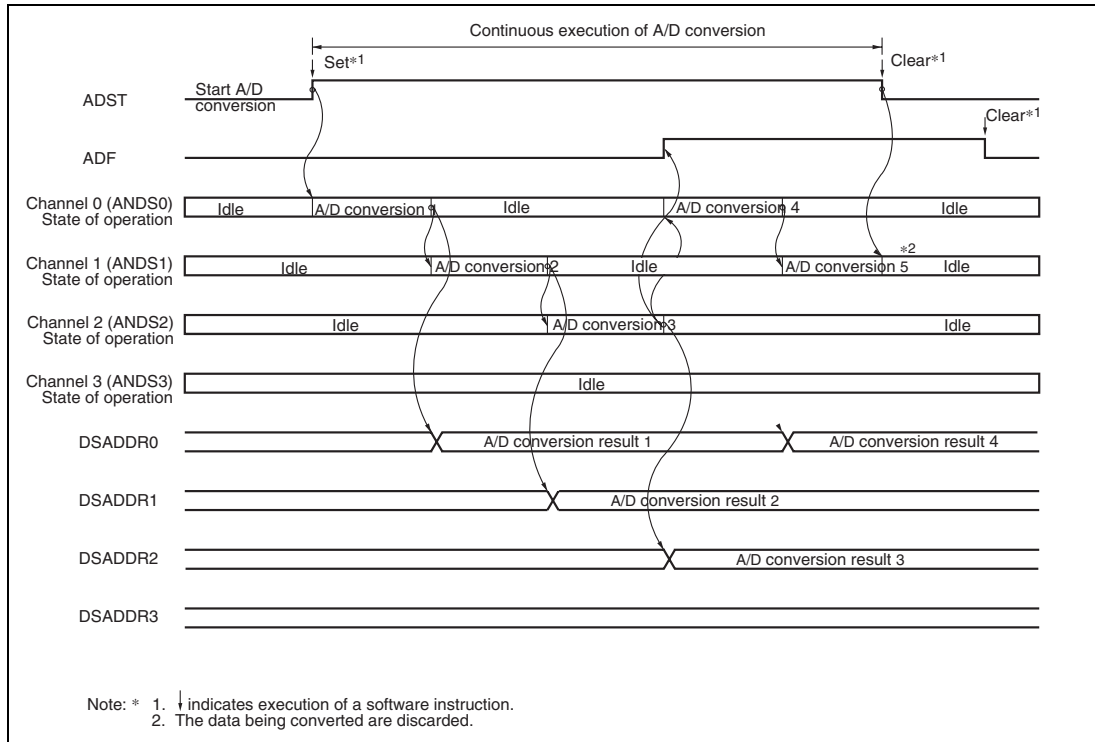 Continuous execution of A/D conversion
Set*1
Clear*1
ADST
Start A/D
conversion
Clear*1
ADF
Channel 0 (ANDS0)
State of operation
Idle
A/D conversion 1
Idle
A/D conversion 4
Idle
Channel 1 (ANDS1)
State of operation
Idle
A/D conversion 2
Idle
A/D conversion 5
*2
Idle
Channel 2 (ANDS2)
State of operation
Idle
A/D conversion 3
Idle
Channel 3 (ANDS3)
State of operation
Idle
DSADDR0
A/D conversion result 1
A/D conversion result 4
DSADDR1
A/D conversion result 2
DSADDR2
A/D conversion result 3
DSADDR3
Note: * 1. ↓ indicates execution of a software instruction.
2. The data being converted are discarded.